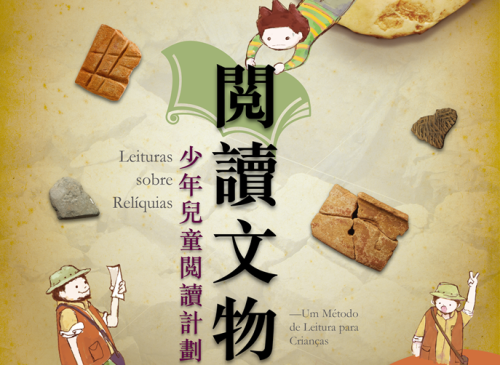 閱讀文物
少年兒童閱讀計劃
Leituras
sobre
Relíquias
—Um Método
de Leitura para
Crianças